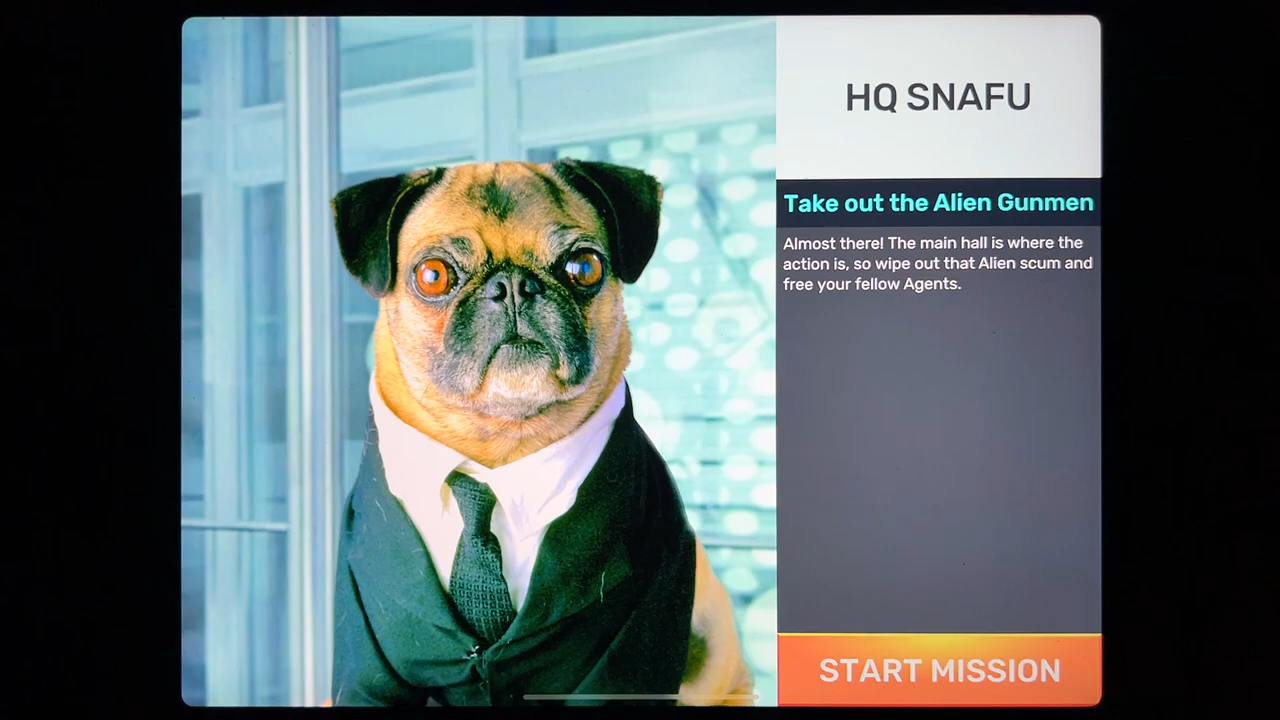 HQ SNAFU
Take out the Alien Gunmen
Almost there! The main hall is where the
action is, so wipe out that Alien scum and
free your fellow Agents.
START MISSION